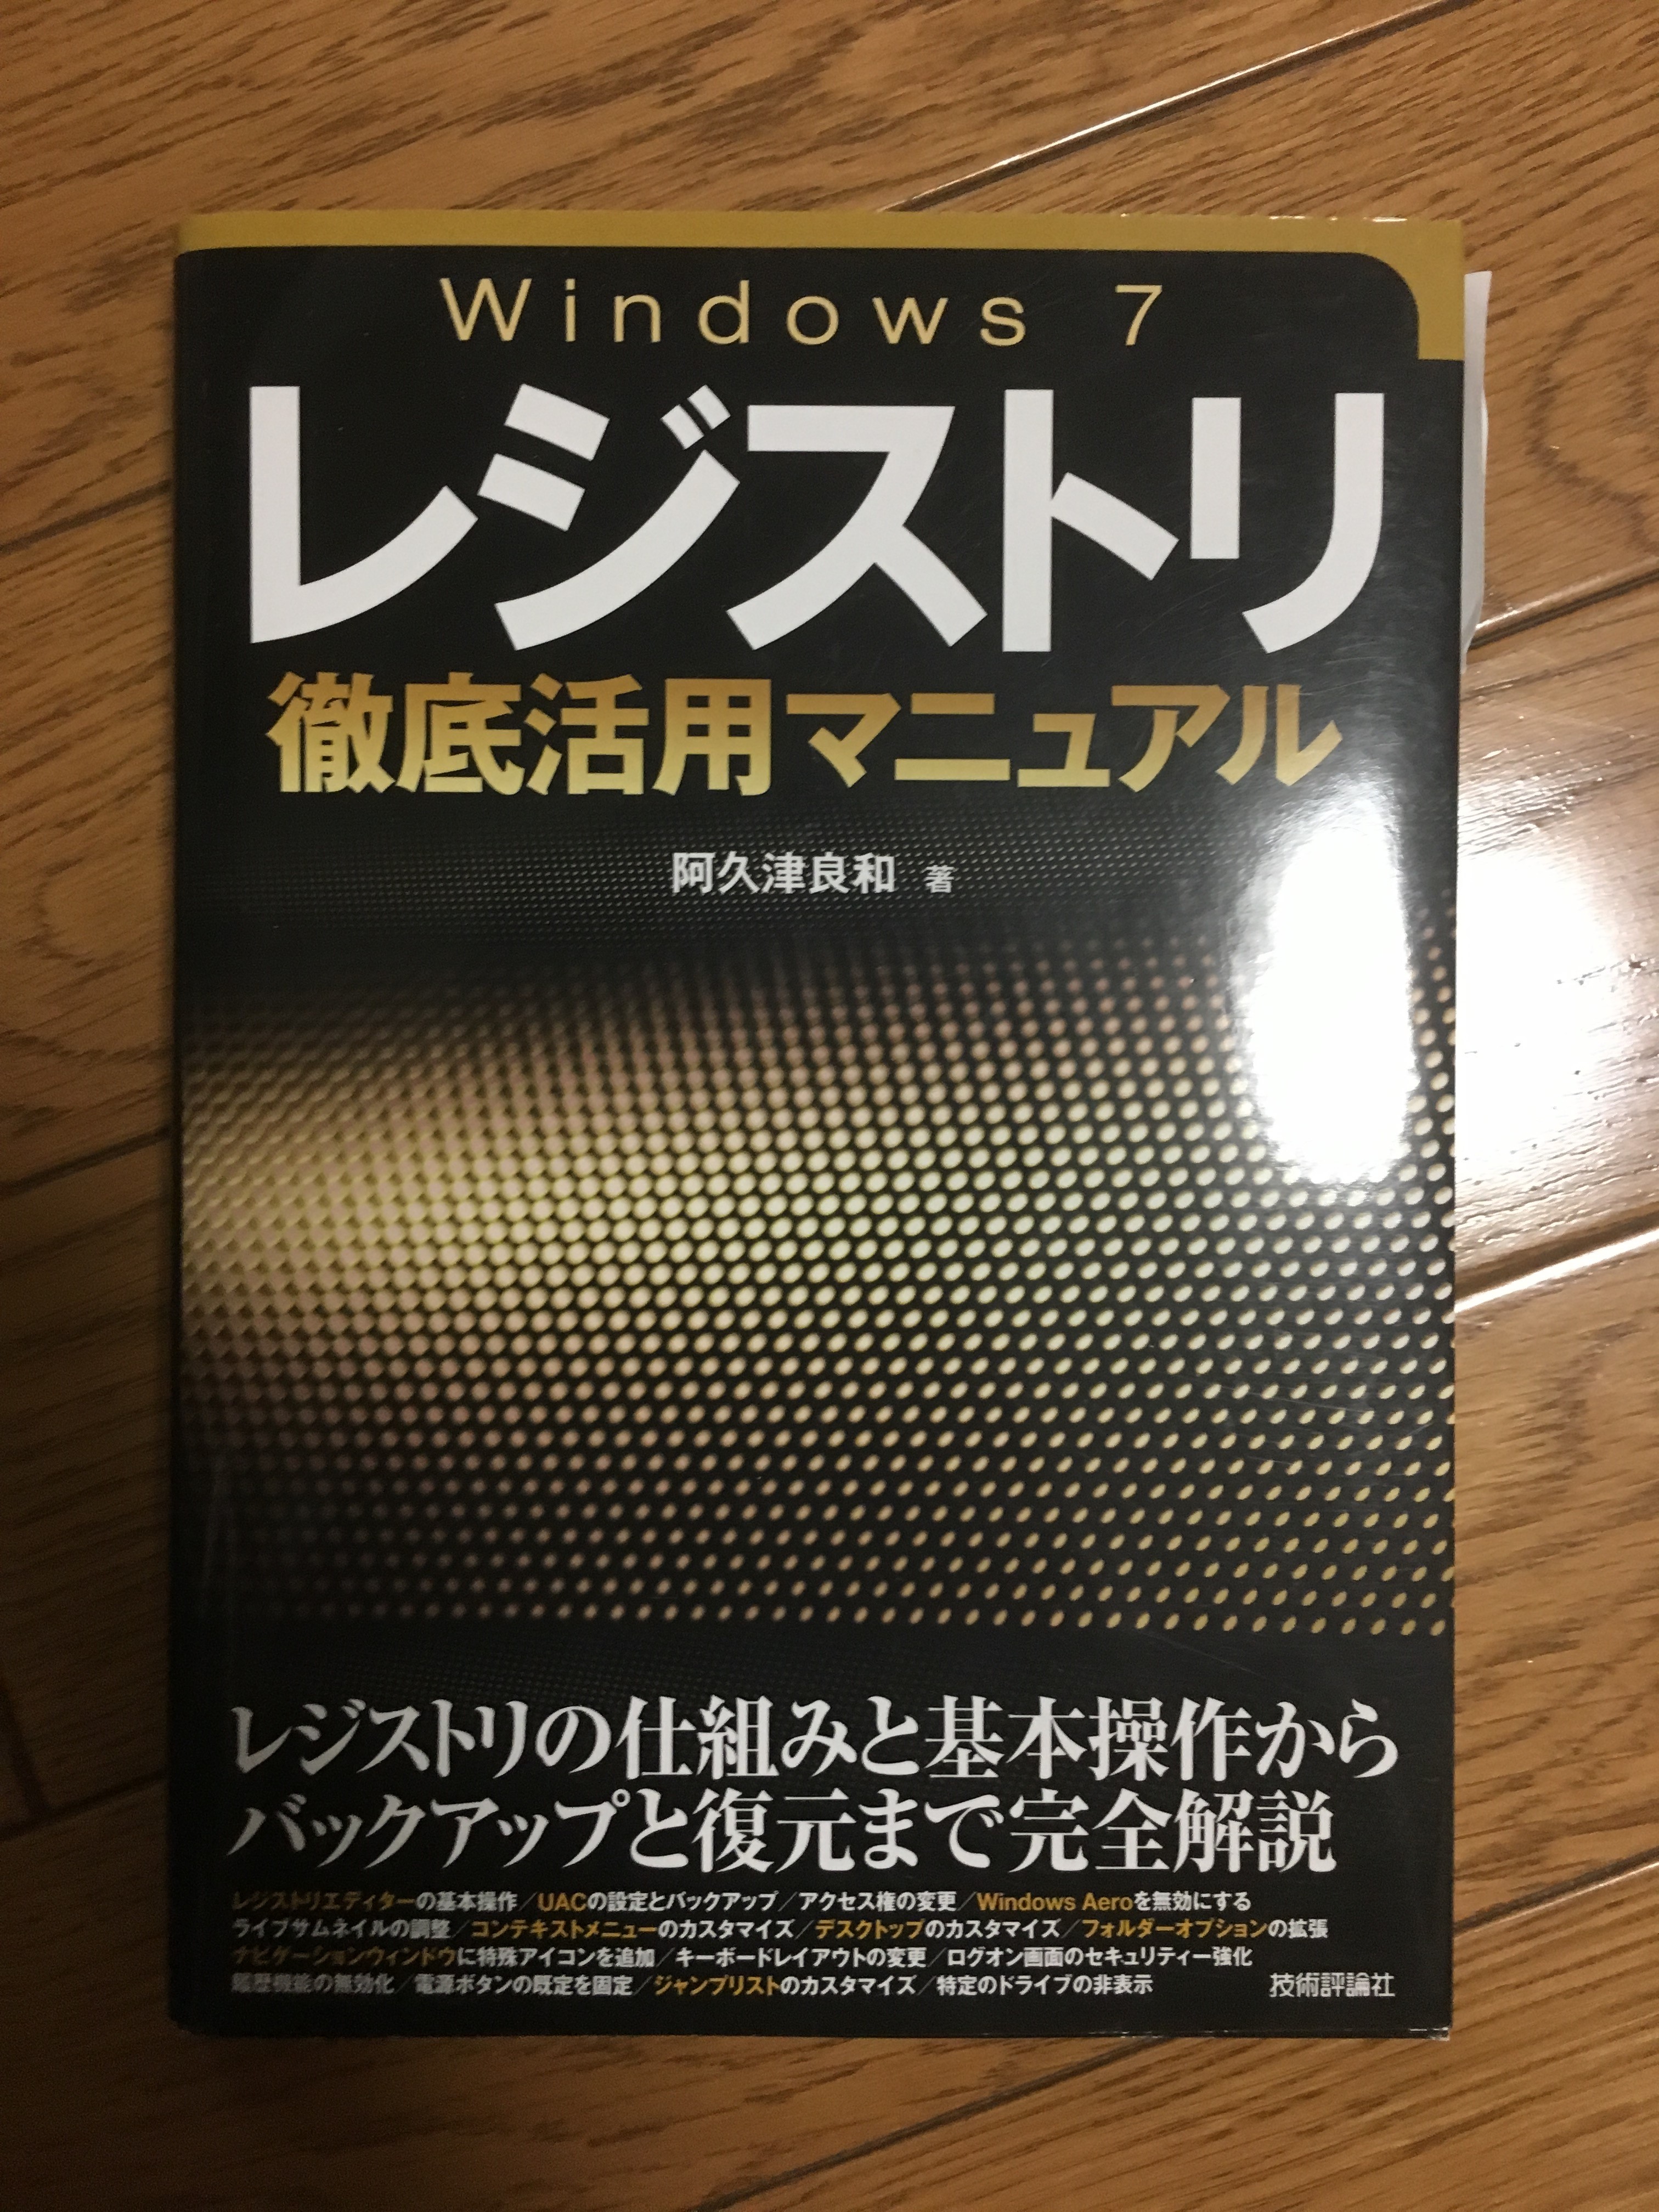 Windows 7
レジストリ
徹底活用マニュアル
阿久津良和 著
レジストリの仕組みと基本操作から
バックアップと復元まで完全解説
レジストリエディターの基本操作／UACの設定とバックアップ／アクセス権の変更／Windows Aeroを無効にする
ライブサムネイルの調整／コンテキストメニューのカスタマイズ／デスクトップのカスタマイズ／フォルダーオプションの拡張
ナビゲーションウィンドウに特殊アイコンを追加／キーボードレイアウトの変更／ログオン画面のセキュリティー強化
履歴機能の無効化／電源ボタンの既定を固定／ジャンプリストのカスタマイズ／特定のドライブの非表示
技術評論社